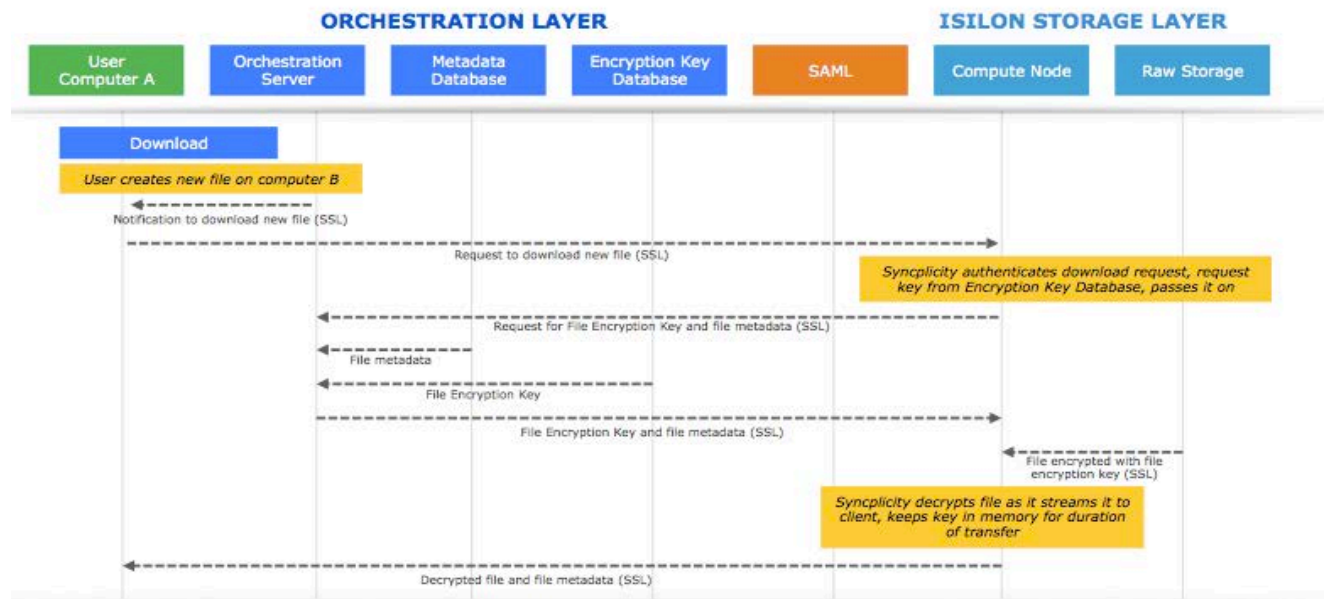 ORCHESTRATION LAYER
ISILON STORAGE LAYER
User
Computer A
Orchestration
Server
Metadata
Database
Encryption Key
Database
SAML
Compute Node
Raw Storage
Download
User creates new file on computer B
Notification to download new file (SSL)
Request to download new file (SSL)
Syncplicity authenticates download request, request
key from Encryption Key Database, passes it on
Request for File Encryption Key and file metadata (SSL)
File metadata
File Encryption Key
File Encryption Key and file metadata (SSL)
File encrypted with file
encryption key (SSL)
Syncplicity decrypts file as it streams it to
client, keeps key in memory for duration
of transfer
Decrypted file and file metadata (SSL)